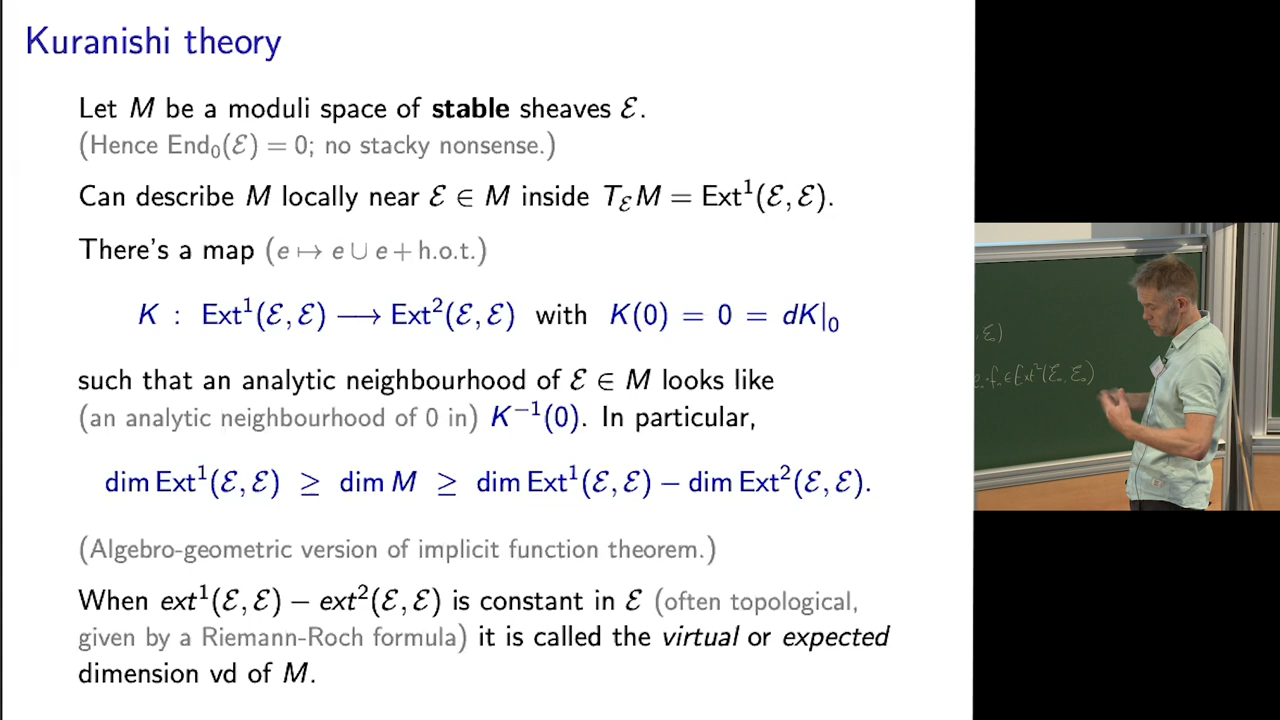 Kuranishi theory
Let M be a moduli space of stable sheaves ℰ.
(Hence End₀(ℰ) = 0; no stacky nonsense.)
Can describe M locally near ℰ ∈ M inside T_ℰM = Ext¹(ℰ, ℰ).
There's a map (e ↦ e ∪ e + h.o.t.)
K : Ext¹(ℰ, ℰ) ⟶ Ext²(ℰ, ℰ) with K(0) = 0 = dK|₀
such that an analytic neighbourhood of ℰ ∈ M looks like
(an analytic neighbourhood of 0 in) K⁻¹(0). In particular,
dim Ext¹(ℰ, ℰ) ≥ dim M ≥ dim Ext¹(ℰ, ℰ) − dim Ext²(ℰ, ℰ).
(Algebro-geometric version of implicit function theorem.)
When ext¹(ℰ, ℰ) − ext²(ℰ, ℰ) is constant in ℰ (often topological,
given by a Riemann-Roch formula) it is called the virtual or expected
dimension vd of M.
∈ Ext²(ℰ₀, ℰ₀)